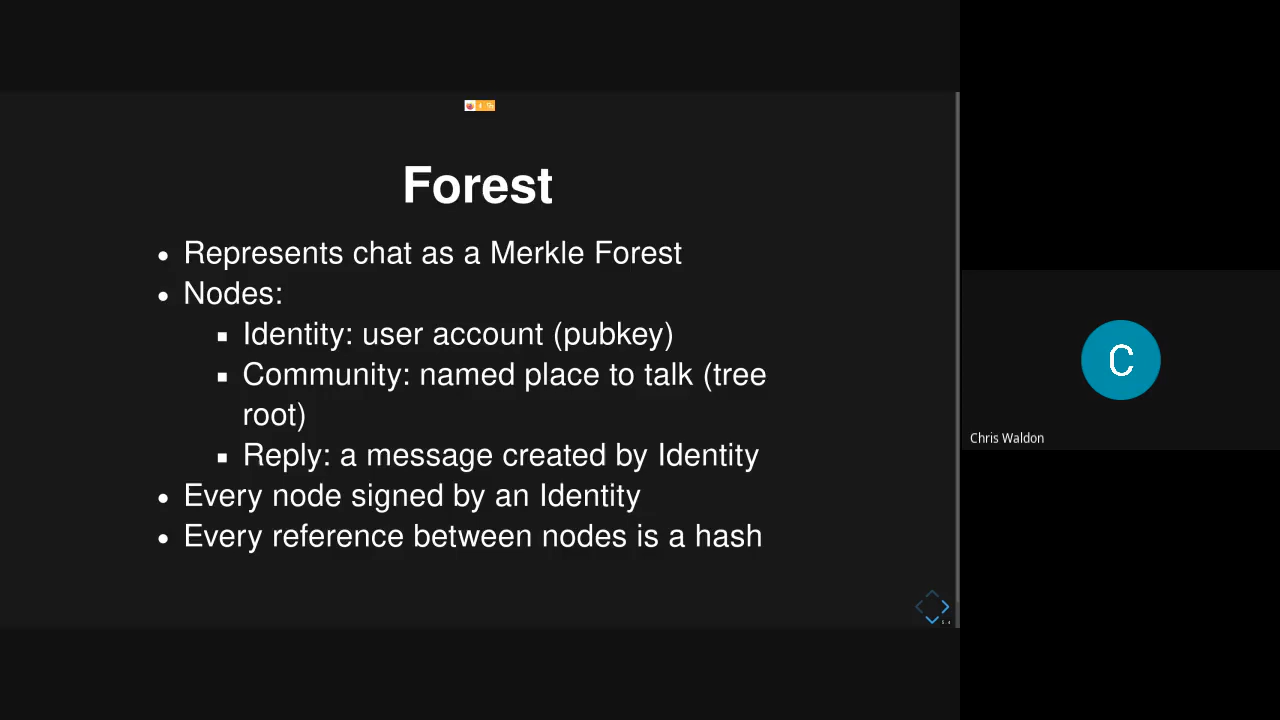 Forest
Represents chat as a Merkle Forest
Nodes:
Identity: user account (pubkey)
Community: named place to talk (tree
root)
Reply: a message created by Identity
Every node signed by an Identity
Every reference between nodes is a hash
C
Chris Waldon